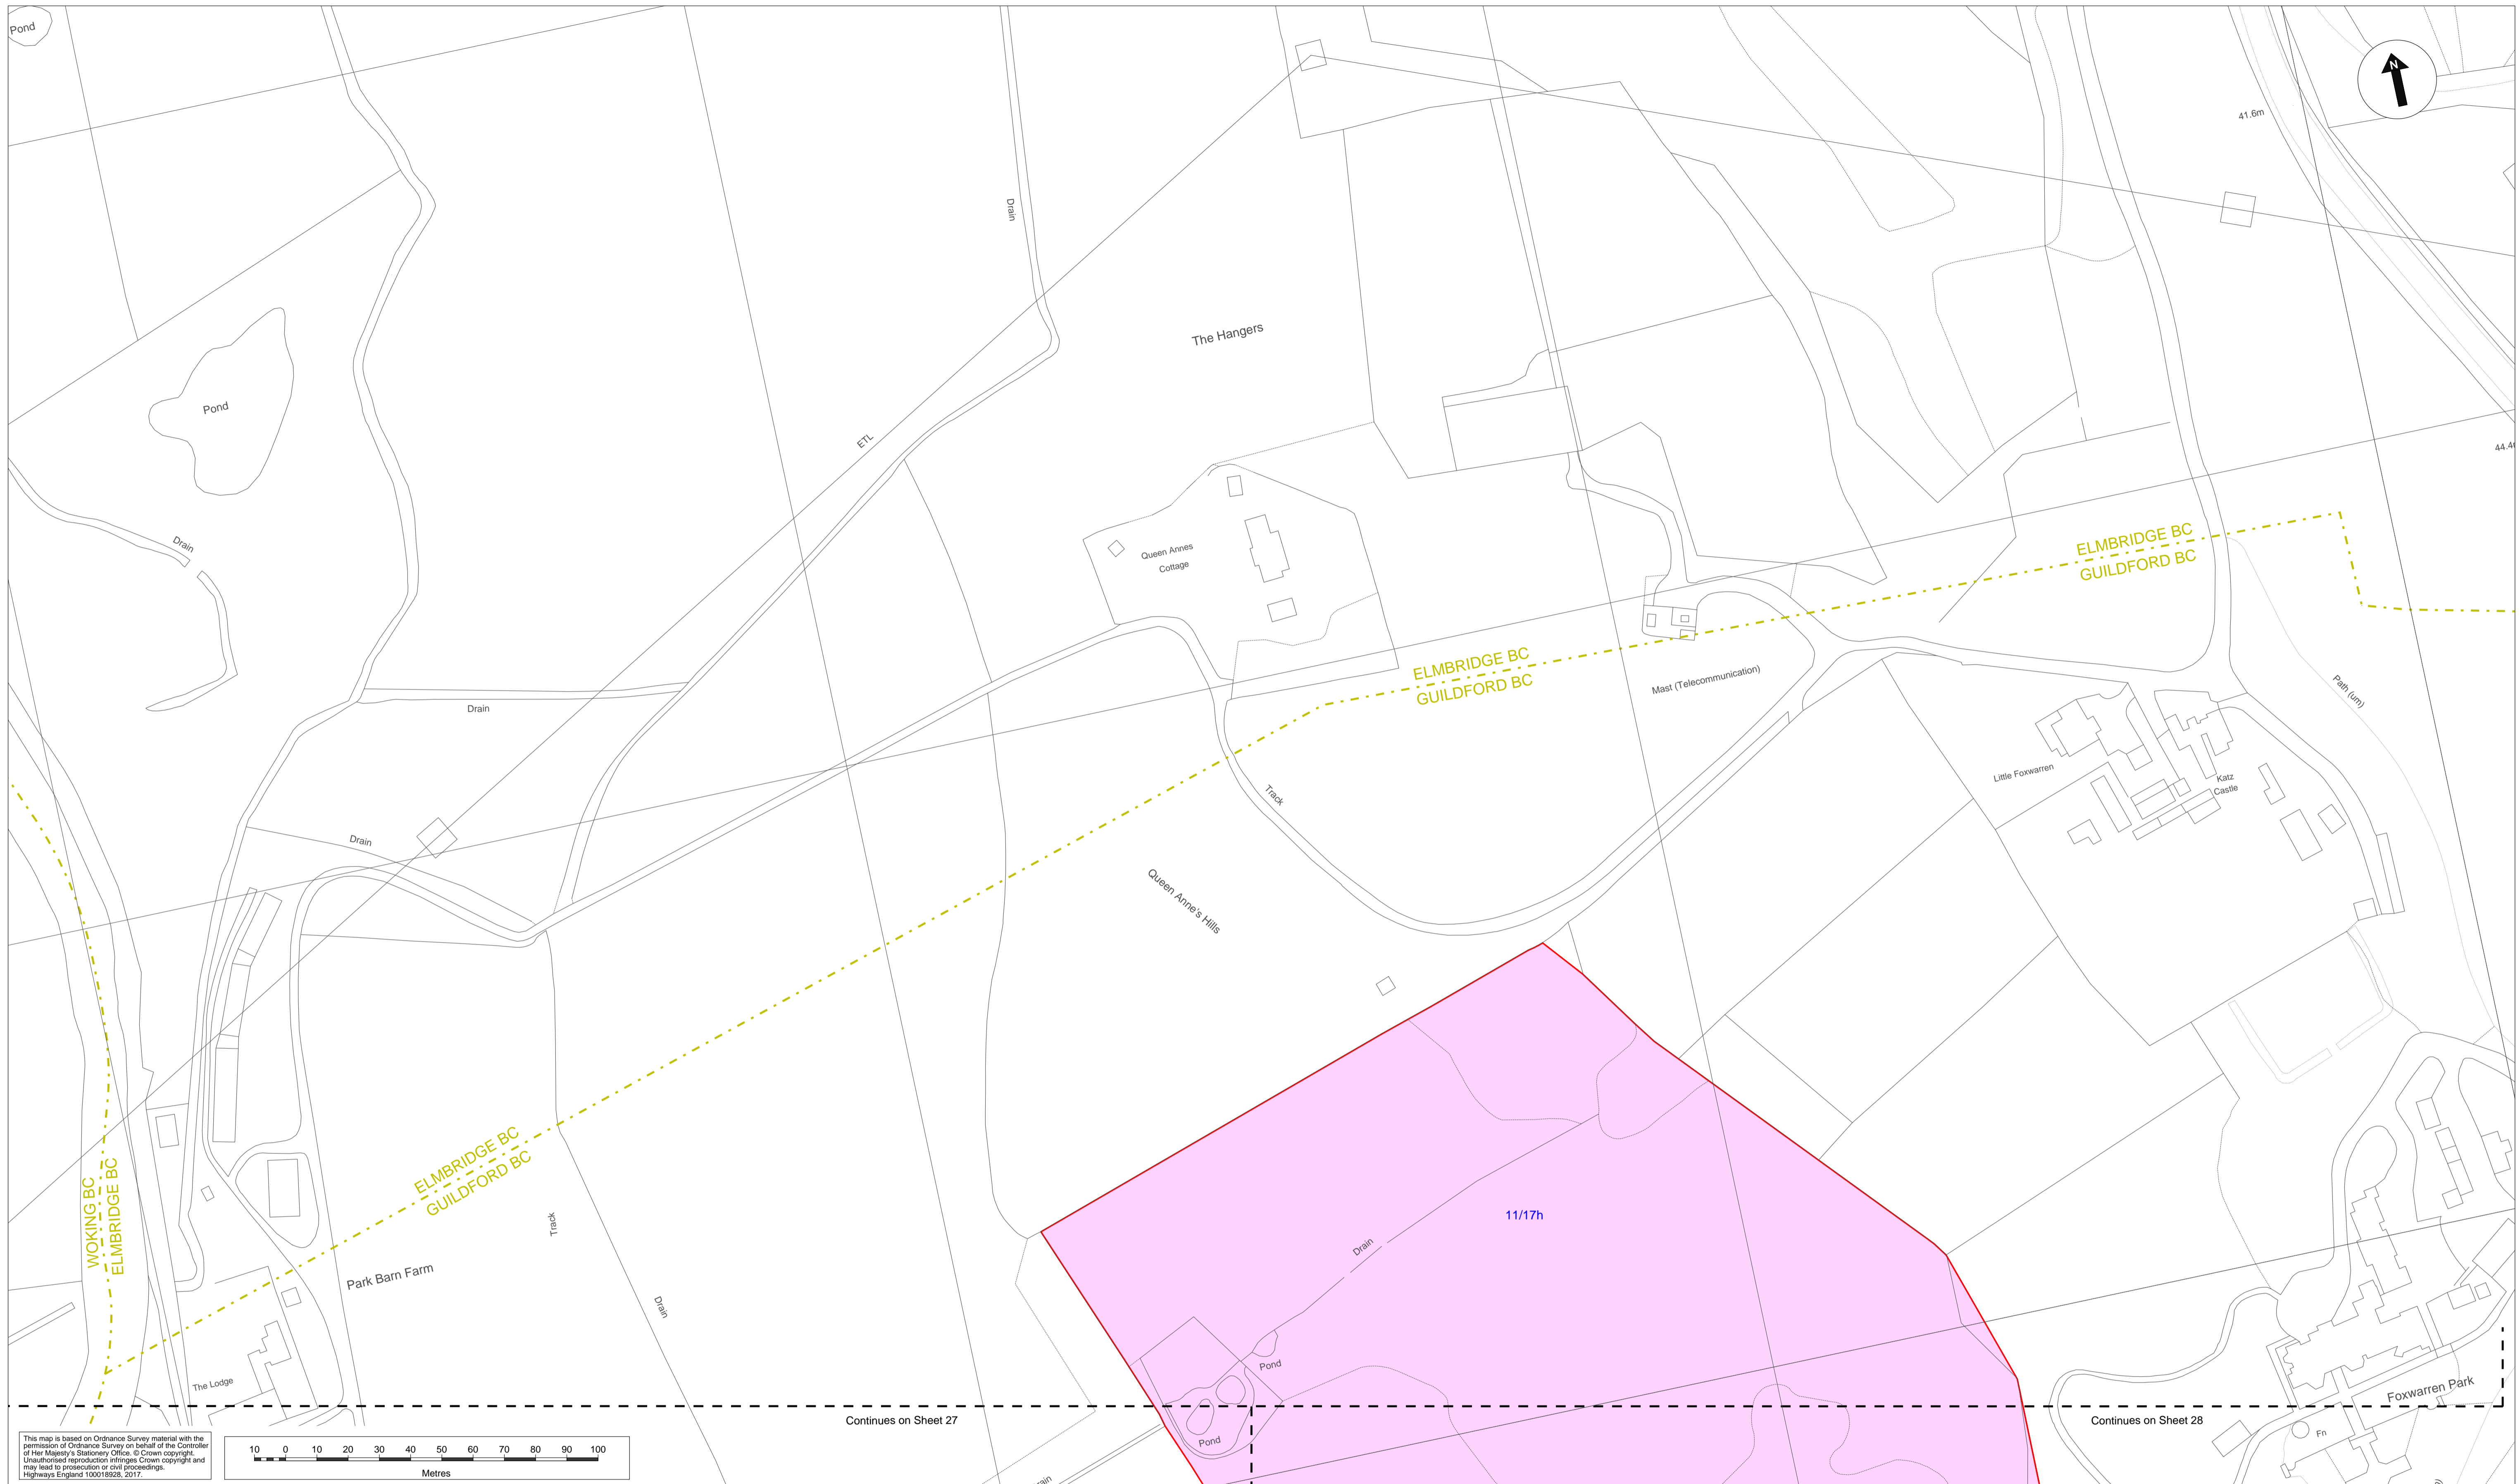 Pond
N
41.6m
Drain
The Hangers
Pond
ETL
44.4
Drain
Queen Annes
Cottage
ELMBRIDGE BC
GUILDFORD BC
ELMBRIDGE BC
GUILDFORD BC
Mast (Telecommunication)
Path (um)
Drain
Little Foxwarren
Katz
Castle
Track
Drain
Queen Anne's Hills
ELMBRIDGE BC
GUILDFORD BC
WOKING BC
ELMBRIDGE BC
11/17h
Track
Drain
Park Barn Farm
Drain
Pond
The Lodge
Foxwarren Park
Continues on Sheet 27
Continues on Sheet 28
Pond
Fn
This map is based on Ordnance Survey material with the
permission of Ordnance Survey on behalf of the Controller
of Her Majesty's Stationery Office. © Crown copyright.
Unauthorised reproduction infringes Crown copyright and
may lead to prosecution or civil proceedings.
Highways England 100018928, 2017.
10 0 10 20 30 40 50 60 70 80 90 100
Metres